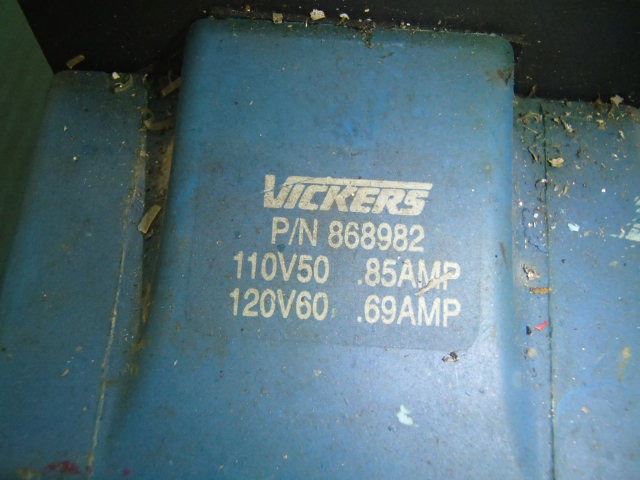 VICKERS
P/N 868982
110V50 .85AMP
120V60 .69AMP